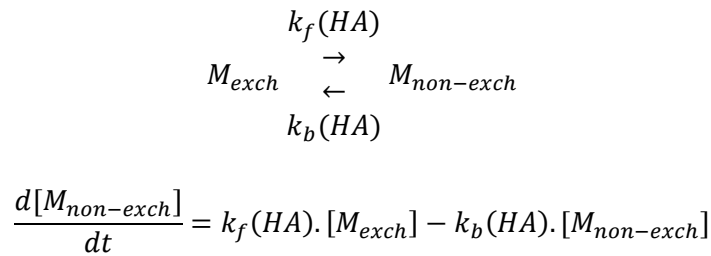 k_f(HA)
→
M_exch ← M_non−exch
k_b(HA)
d[M_non−exch]/dt = k_f(HA).[M_exch] − k_b(HA).[M_non−exch]